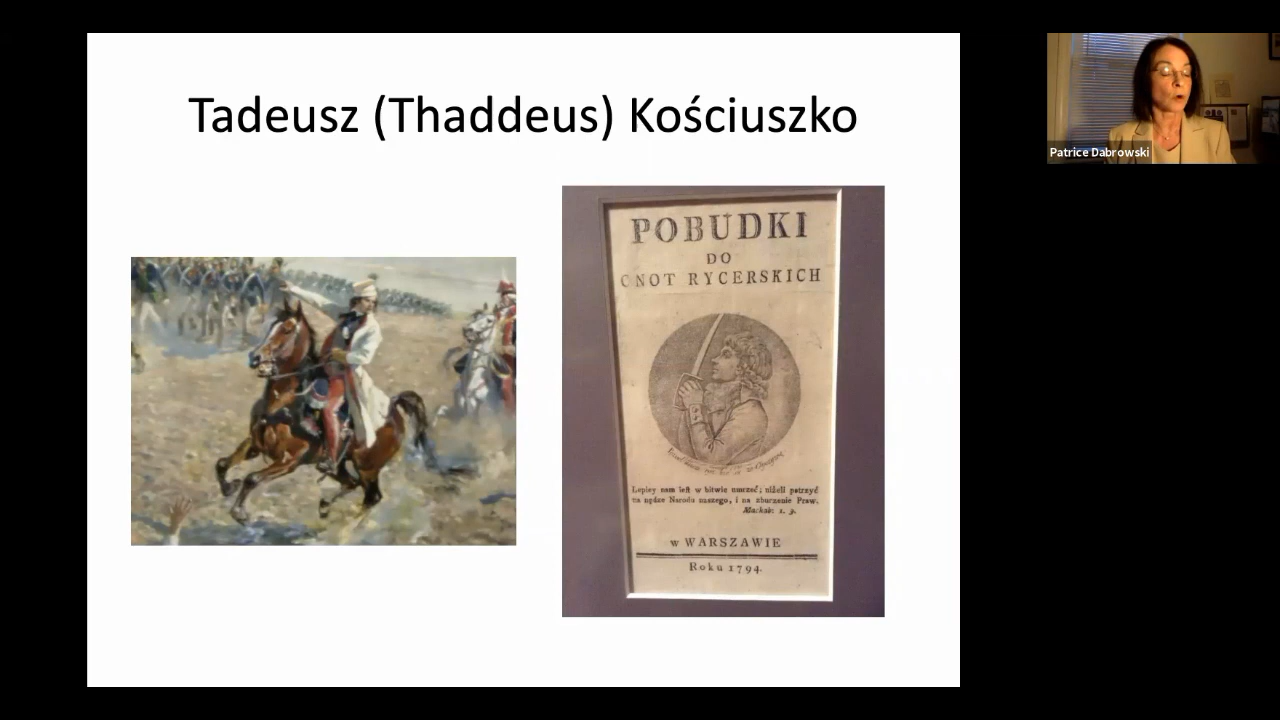 Tadeusz (Thaddeus) Kościuszko
Patrice Dabrowski
POBUDKI
DO
CNOT RYCERSKICH
Lepiey nam ieſt w bitwie umrzeć; niżeli patrzyć
na nędze Narodu naszego, i na zburzenie Praw.
Machab: 1. 3.
w WARSZAWIE
Roku 1794.